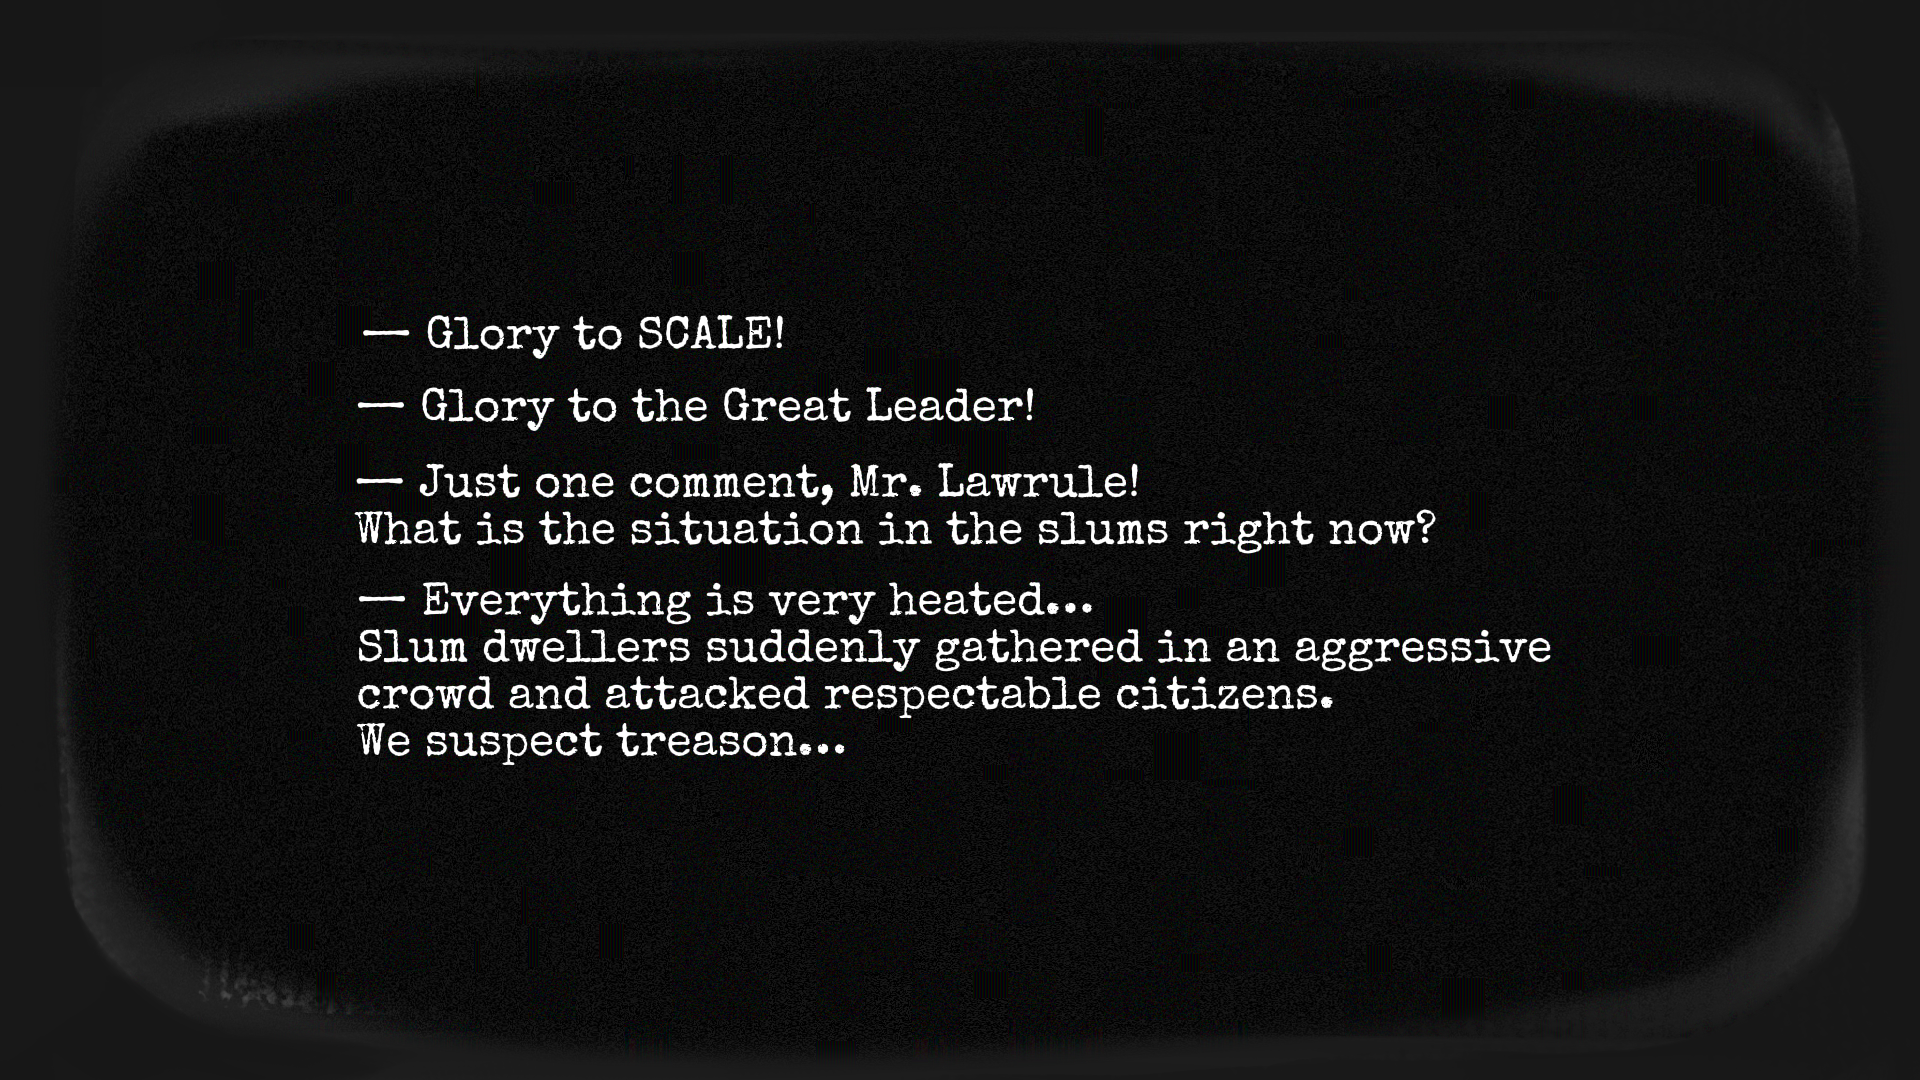 — Glory to SCALE!
— Glory to the Great Leader!
— Just one comment, Mr. Lawrule!
What is the situation in the slums right now?
— Everything is very heated...
Slum dwellers suddenly gathered in an aggressive
crowd and attacked respectable citizens.
We suspect treason...